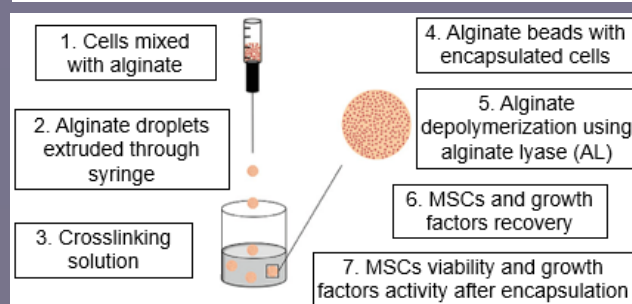 1. Cells mixed
with alginate
2. Alginate droplets
extruded through
syringe
3. Crosslinking
solution
4. Alginate beads with
encapsulated cells
5. Alginate
depolymerization using
alginate lyase (AL)
6. MSCs and growth
factors recovery
7. MSCs viability and growth
factors activity after encapsulation